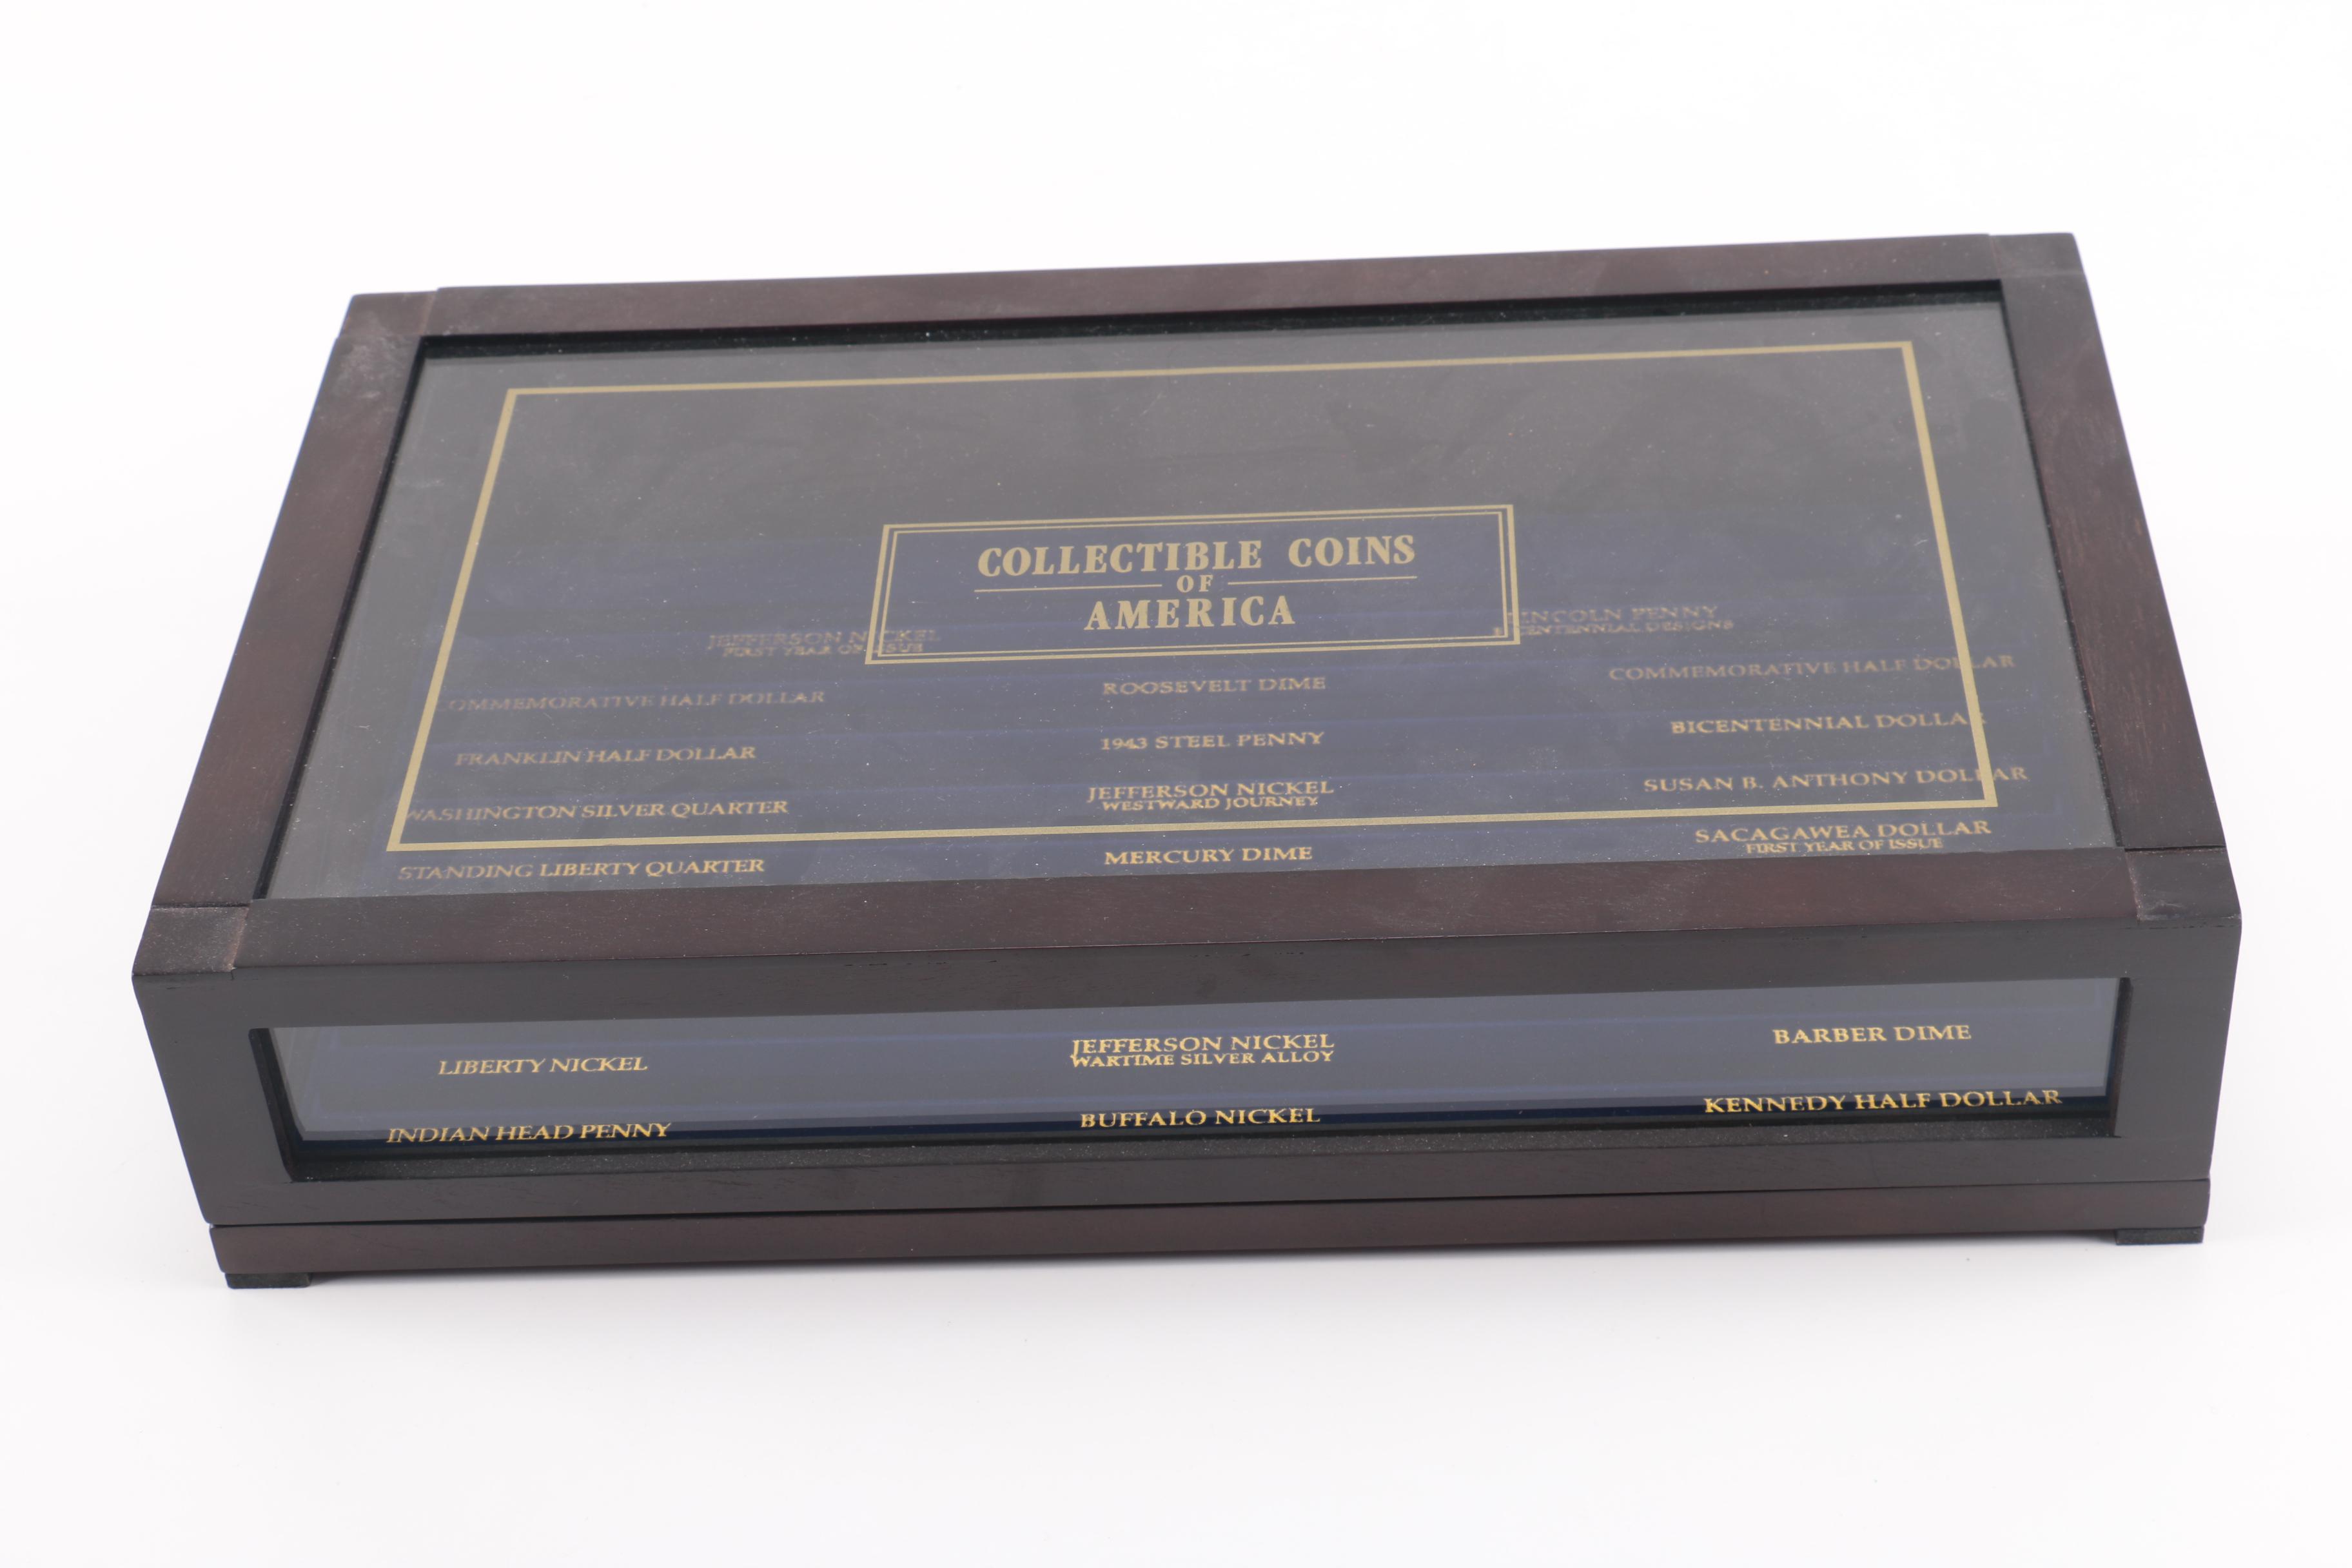 COLLECTIBLE COINS
OF
AMERICA
JEFFERSON NICKEL
FIRST YEAR OF ISSUE
LINCOLN PENNY
BICENTENNIAL DESIGNS
COMMEMORATIVE HALF DOLLAR
ROOSEVELT DIME
COMMEMORATIVE HALF DOLLAR
FRANKLIN HALF DOLLAR
1943 STEEL PENNY
BICENTENNIAL DOLLAR
WASHINGTON SILVER QUARTER
JEFFERSON NICKEL
WESTWARD JOURNEY
SUSAN B. ANTHONY DOLLAR
STANDING LIBERTY QUARTER
MERCURY DIME
SACAGAWEA DOLLAR
FIRST YEAR OF ISSUE
LIBERTY NICKEL
JEFFERSON NICKEL
WARTIME SILVER ALLOY
BARBER DIME
INDIAN HEAD PENNY
BUFFALO NICKEL
KENNEDY HALF DOLLAR